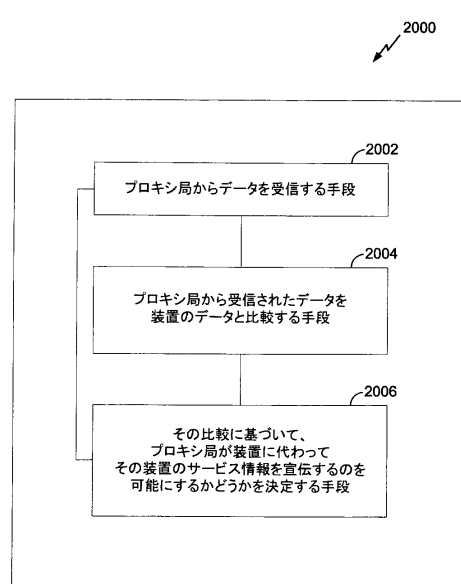 2000
2002
プロキシ局からデータを受信する手段
2004
プロキシ局から受信されたデータを
装置のデータと比較する手段
2006
その比較に基づいて、
プロキシ局が装置に代わって
その装置のサービス情報を宣伝するのを
可能にするかどうかを決定する手段